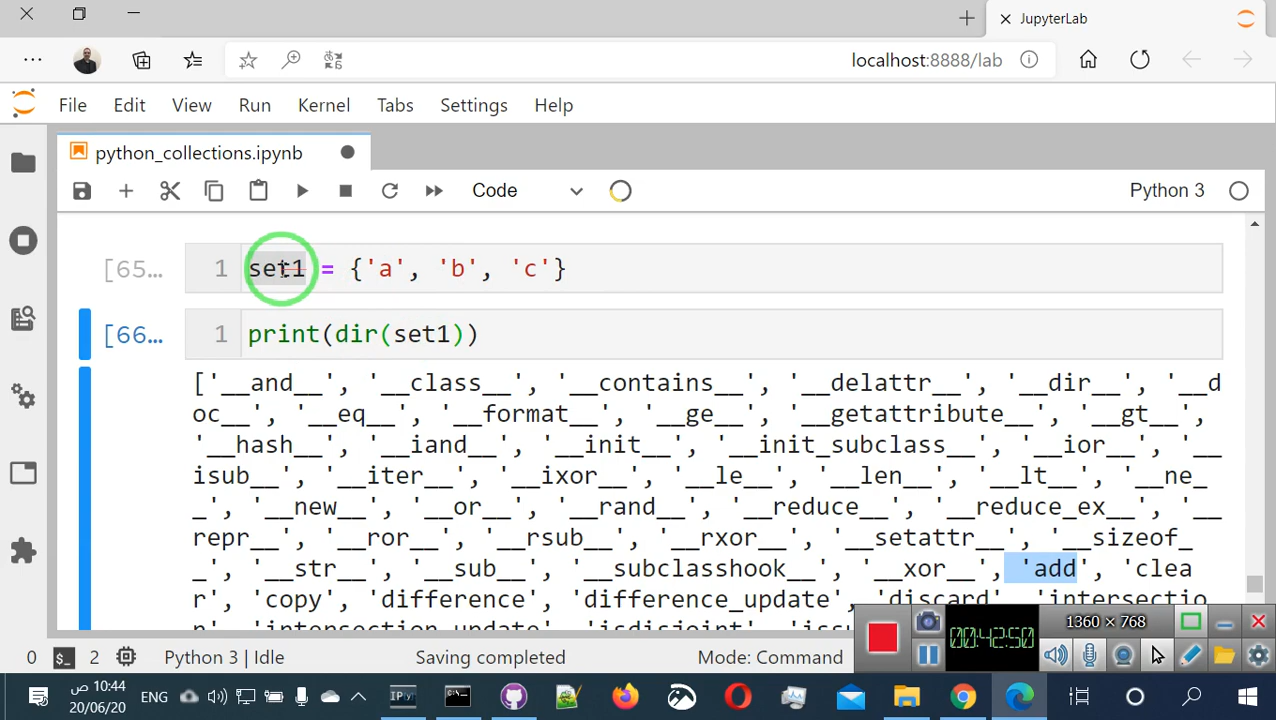 JupyterLab
localhost:8888/lab
File Edit View Run Kernel Tabs Settings Help
python_collections.ipynb
Code
Python 3
[65…
1 set1 = {'a', 'b', 'c'}
[66…
1 print(dir(set1))
['__and__', '__class__', '__contains__', '__delattr__', '__dir__', '__d
oc__', '__eq__', '__format__', '__ge__', '__getattribute__', '__gt__',
'__hash__', '__iand__', '__init__', '__init_subclass__', '__ior__', '__
isub__', '__iter__', '__ixor__', '__le__', '__len__', '__lt__', '__ne_
_', '__new__', '__or__', '__rand__', '__reduce__', '__reduce_ex__', '__
repr__', '__ror__', '__rsub__', '__rxor__', '__setattr__', '__sizeof_
_', '__str__', '__sub__', '__subclasshook__', '__xor__', 'add', 'clea
r', 'copy', 'difference', 'difference_update', 'discard', 'intersectio
n', 'intersection_update', 'isdisjoint',
1360 × 768
00:42:50
0 2 Python 3 | Idle Saving completed Mode: Command
10:44 ص
20/06/20
ENG